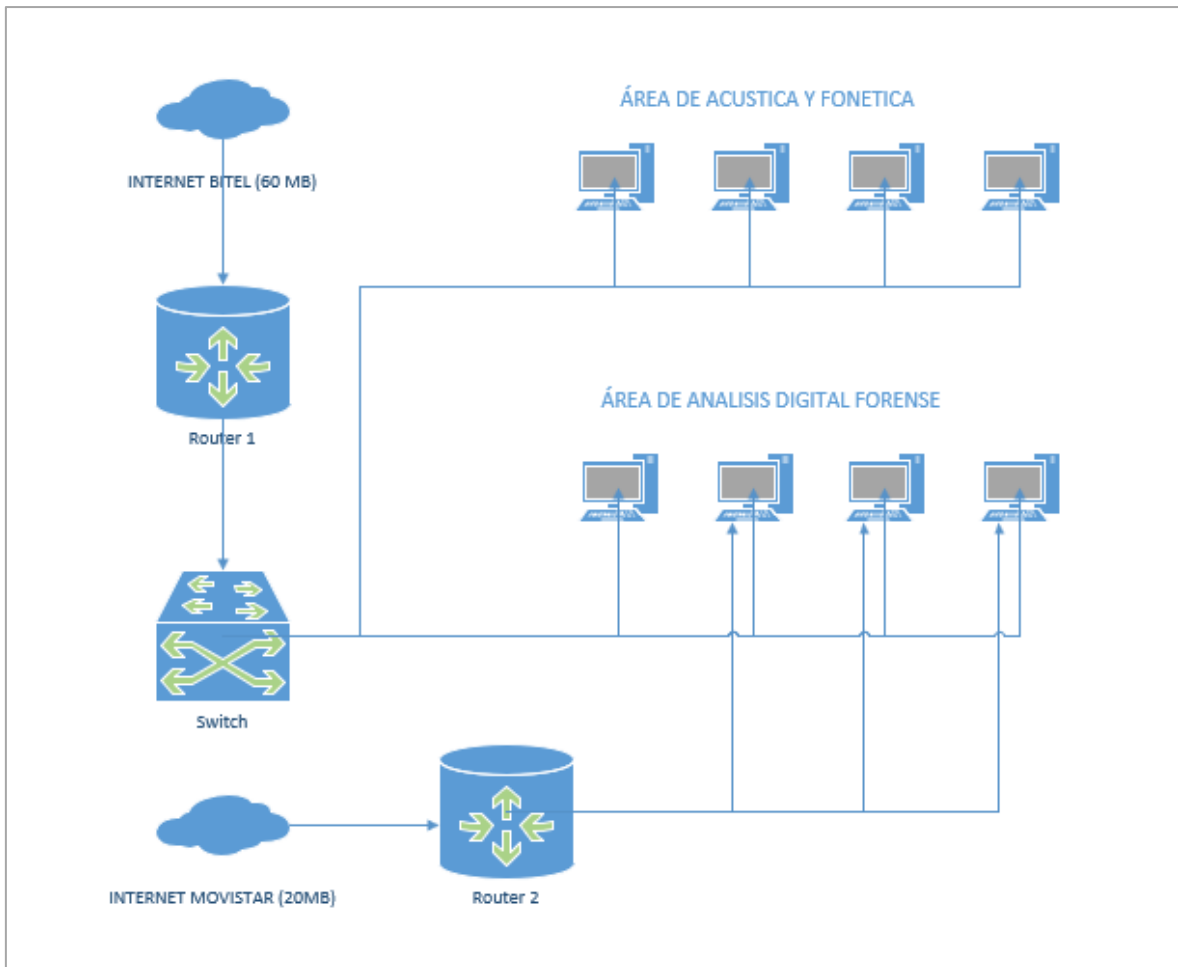 INTERNET BITEL (60 MB)
ÁREA DE ACUSTICA Y FONETICA
Router 1
ÁREA DE ANALISIS DIGITAL FORENSE
Switch
INTERNET MOVISTAR (20MB)
Router 2